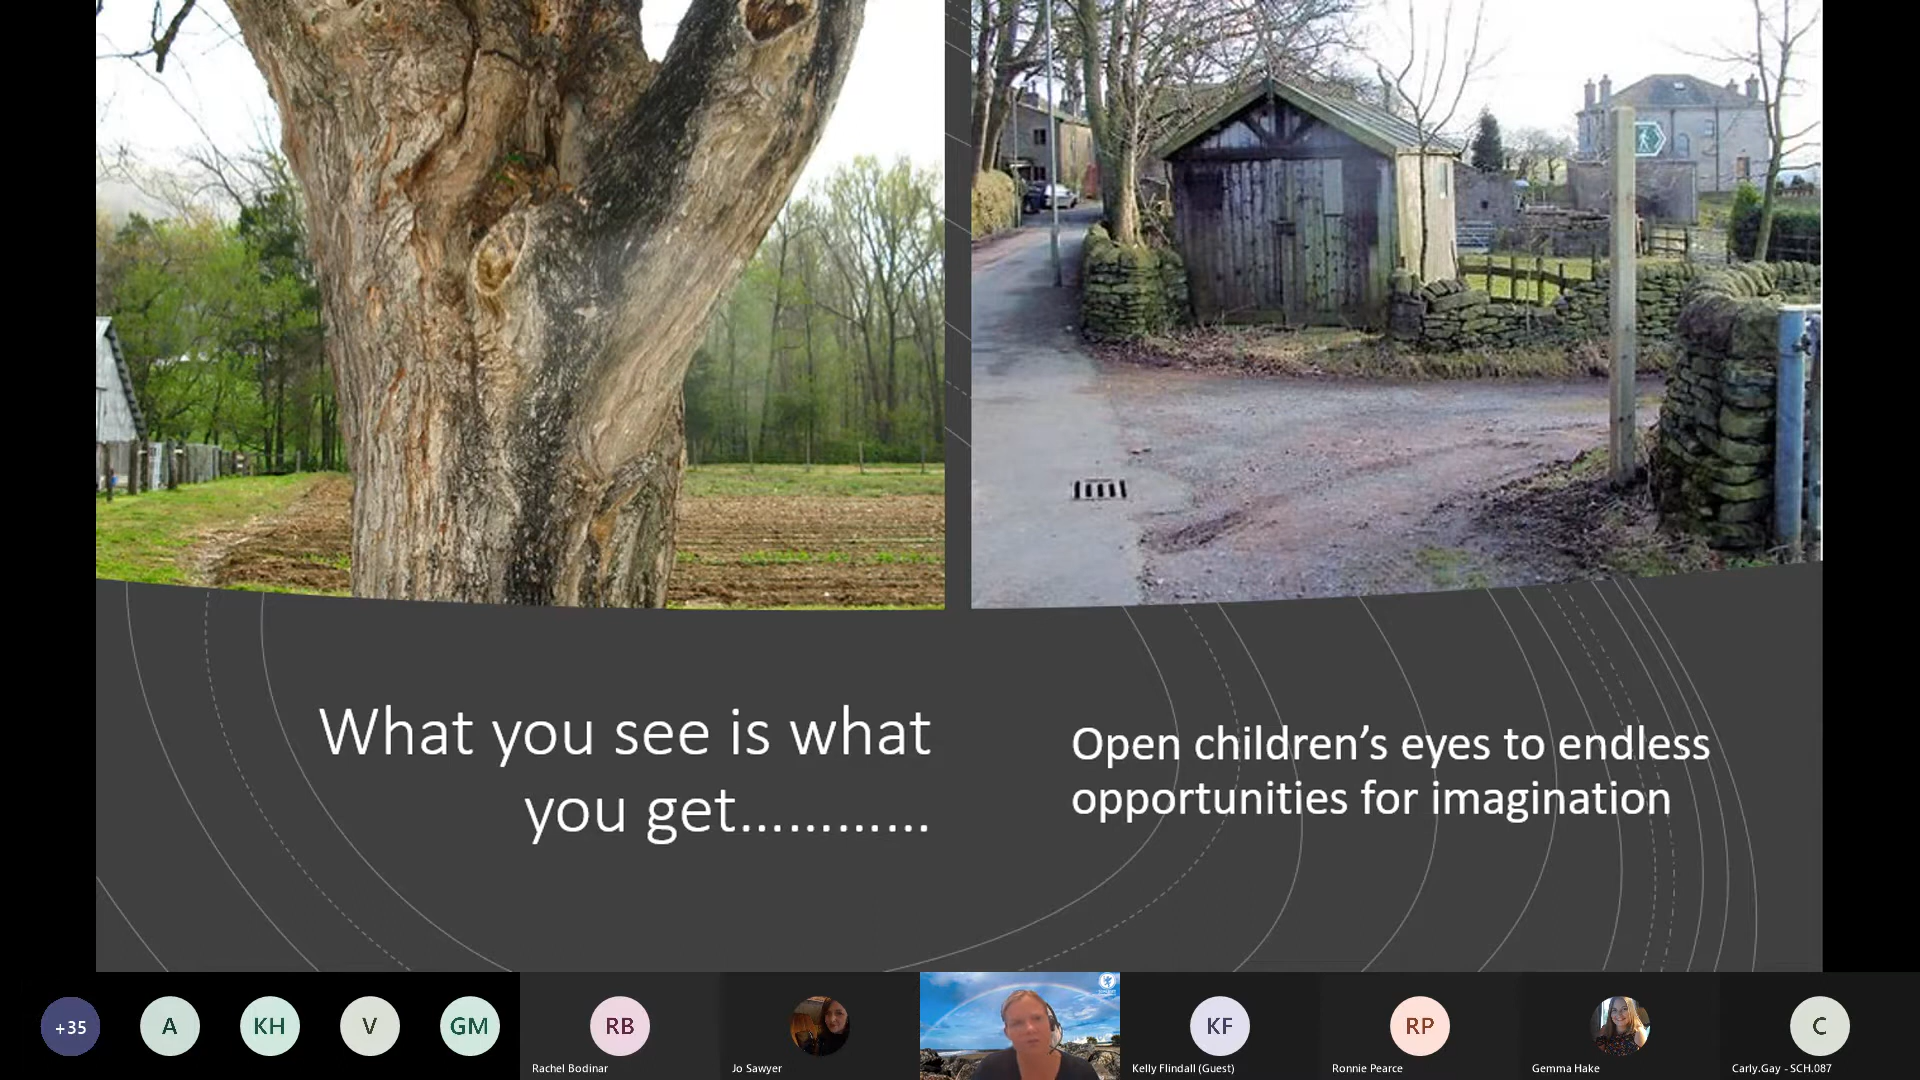 What you see is what
you get............
Open children’s eyes to endless
opportunities for imagination
+35
A
KH
V
GM
RB
KF
RP
C
Rachel Bodinar
Jo Sawyer
Kelly Flindall (Guest)
Ronnie Pearce
Gemma Hake
Carly.Gay - SCH.087